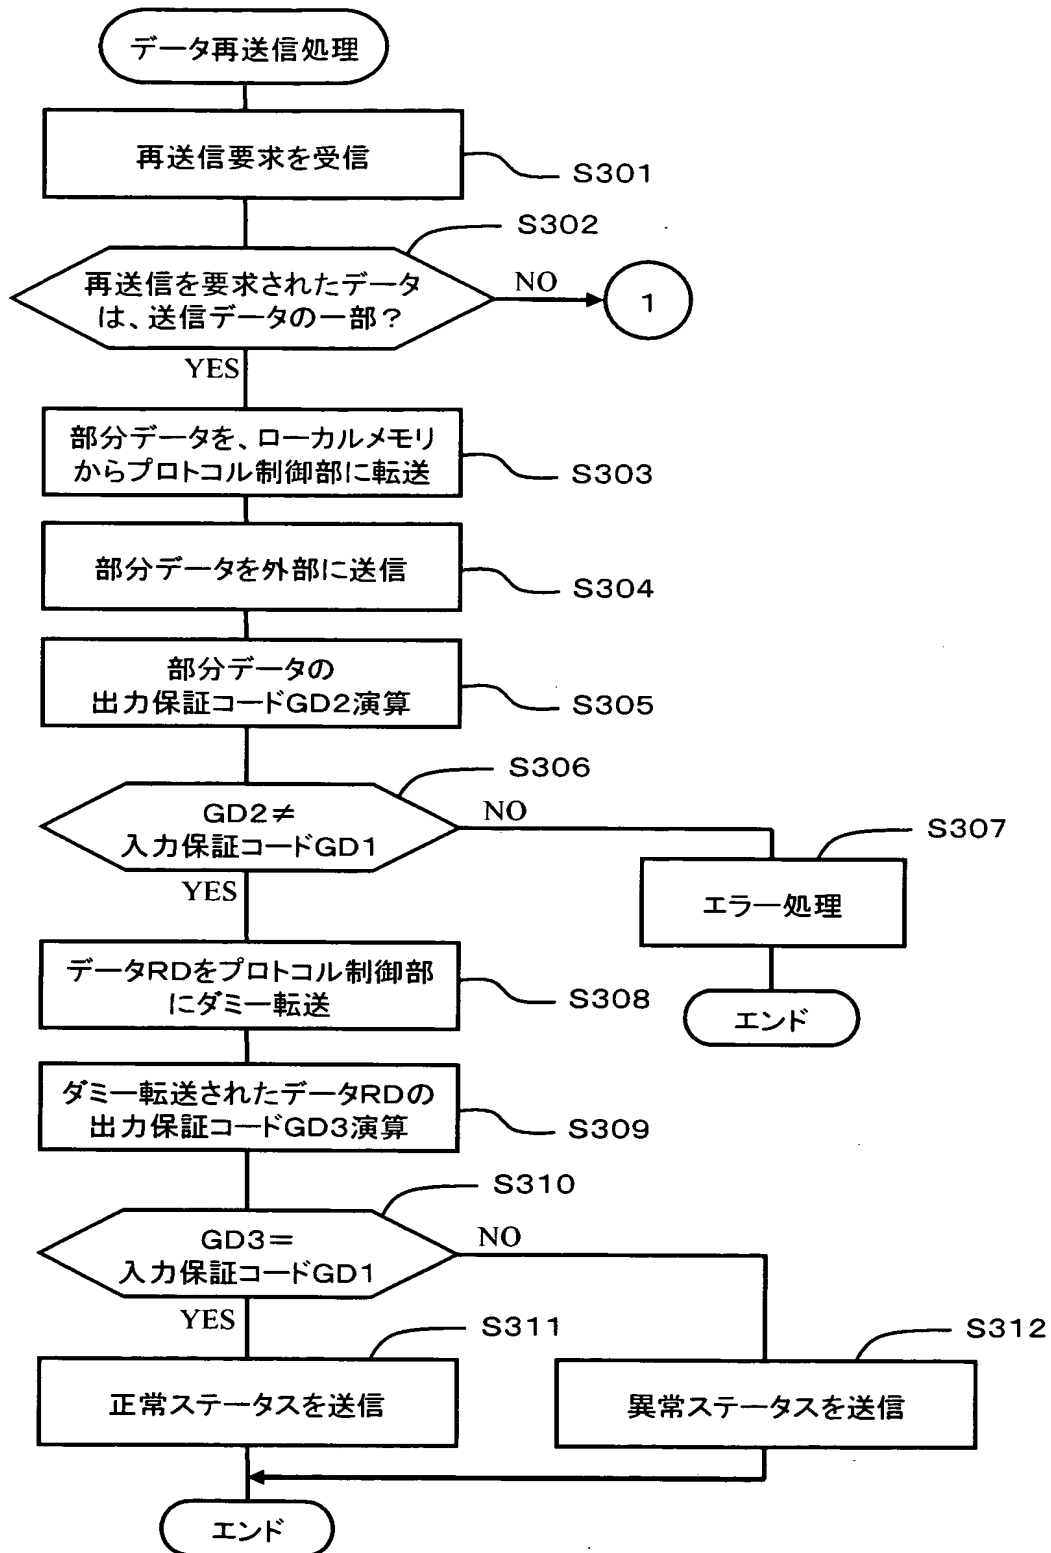 データ再送信処理
再送信要求を受信
S301
S302
再送信を要求されたデータ
は、送信データの一部?
NO
1
YES
部分データを、ローカルメモリ
からプロトコル制御部に転送
S303
部分データを外部に送信
S304
部分データの
出力保証コードGD2演算
S305
S306
GD2≠
入力保証コードGD1
NO
YES
S307
エラー処理
エンド
データRDをプロトコル制御部
にダミー転送
S308
ダミー転送されたデータRDの
出力保証コードGD3演算
S309
S310
GD3=
入力保証コードGD1
NO
YES
S311
正常ステータスを送信
S312
異常ステータスを送信
エンド